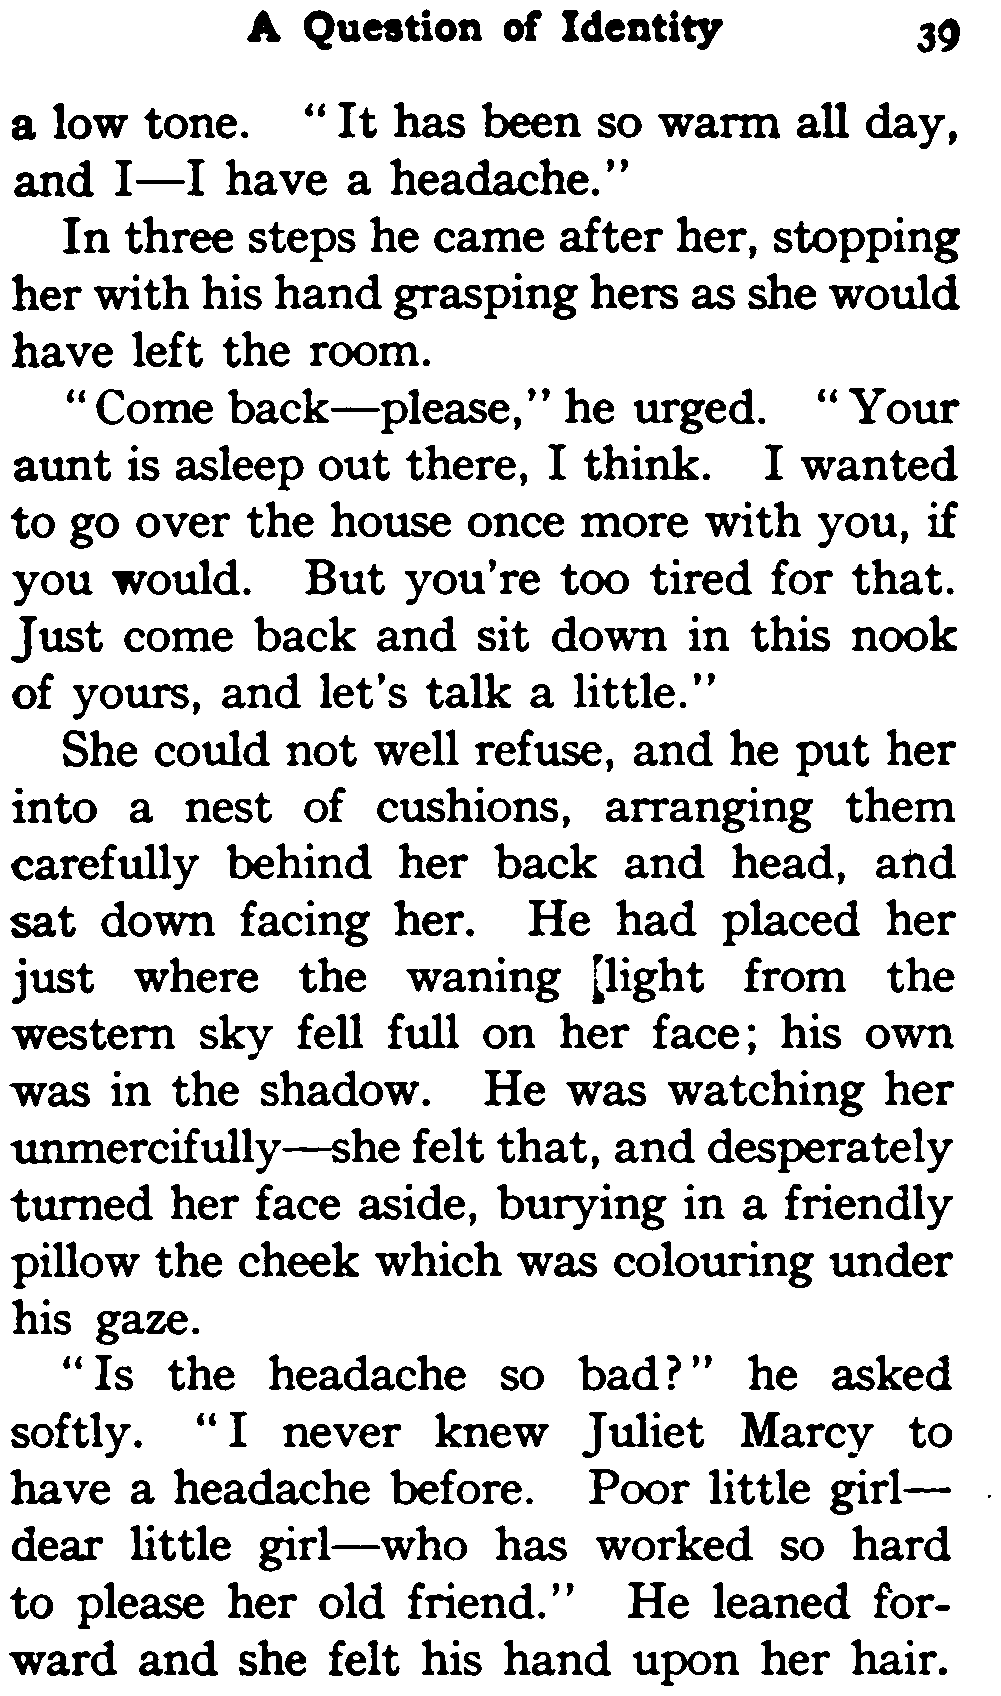 A Question of Identity 39
a low tone. "It has been so warm all day,
and I—I have a headache."
In three steps he came after her, stopping
her with his hand grasping hers as she would
have left the room.
"Come back—please," he urged. "Your
aunt is asleep out there, I think. I wanted
to go over the house once more with you, if
you would. But you're too tired for that.
Just come back and sit down in this nook
of yours, and let's talk a little."
She could not well refuse, and he put her
into a nest of cushions, arranging them
carefully behind her back and head, and
sat down facing her. He had placed her
just where the waning [light from the
western sky fell full on her face; his own
was in the shadow. He was watching her
unmercifully—she felt that, and desperately
turned her face aside, burying in a friendly
pillow the cheek which was colouring under
his gaze.
"Is the headache so bad?" he asked
softly. "I never knew Juliet Marcy to
have a headache before. Poor little girl—
dear little girl—who has worked so hard
to please her old friend." He leaned for-
ward and she felt his hand upon her hair.